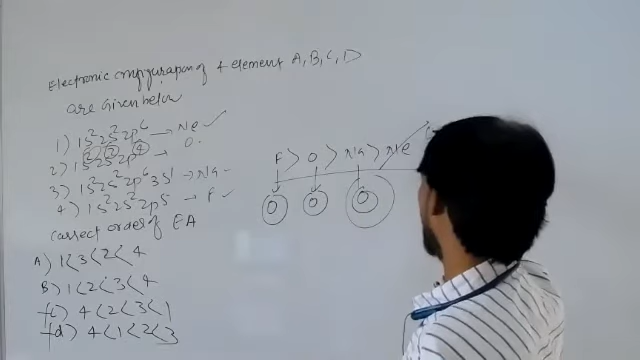 Electronic configuration of 4 element A, B, C, D
are Given below
1) 1s² 2s² 2p⁶ → Ne ✓
2) 1s² 2s² 2p⁴ → O.
3) 1s² 2s² 2p⁶ 3s¹ → Na -
4) 1s² 2s² 2p⁵ → F ✓
Correct order of EA
A) 1<3<2<4
B) 1<2<3<4
C) 4<2<3<1
d) 4<1<2<3
F > O > Na > Ne